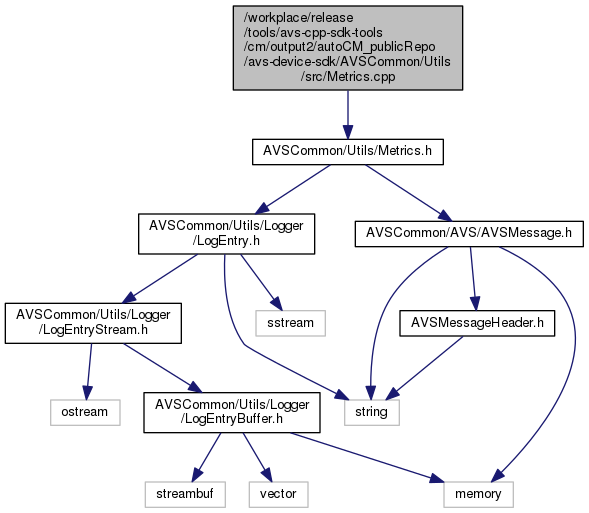 /workplace/release
/tools/avs-cpp-sdk-tools
/cm/output2/autoCM_publicRepo
/avs-device-sdk/AVSCommon/Utils
/src/Metrics.cpp
AVSCommon/Utils/Metrics.h
AVSCommon/Utils/Logger
/LogEntry.h
AVSCommon/AVS/AVSMessage.h
AVSCommon/Utils/Logger
/LogEntryStream.h
sstream
AVSMessageHeader.h
ostream
AVSCommon/Utils/Logger
/LogEntryBuffer.h
string
streambuf
vector
memory